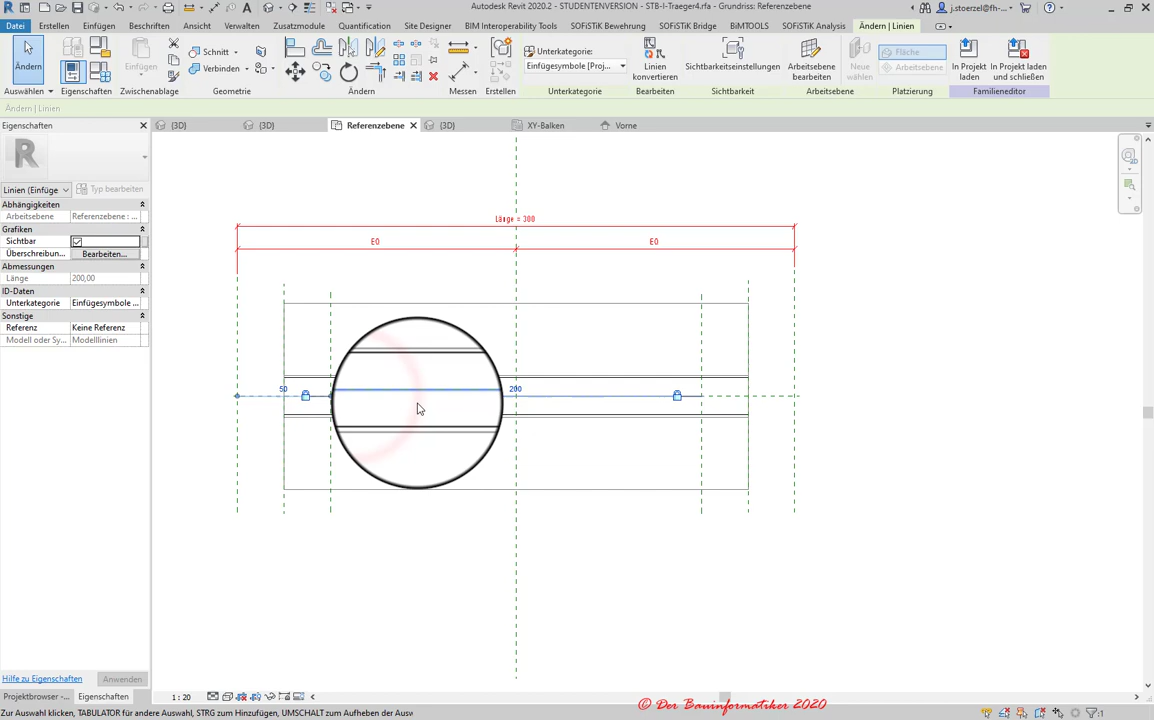 Autodesk Revit 2020.2 - STUDENTENVERSION - STB-I-Traeger4.rfa - Grundriss: Referenzebene
j.stoerzel@fh-...
Datei Erstellen Einfügen Beschriften Ansicht Verwalten Zusatzmodule Quantification Site Designer BIM Interoperability Tools SOFiSTiK Bewehrung SOFiSTiK Bridge BiMTOOLS SOFiSTiK Analysis Ändern | Linien
Ändern
Einfügen
Schnitt
Verbinden
Unterkategorie:
Einfügesymbole [Proj...
Linien konvertieren
Sichtbarkeitseinstellungen
Arbeitsebene bearbeiten
Neue wählen
Fläche
Arbeitsebene
In Projekt laden
In Projekt laden und schließen
Auswählen Eigenschaften Zwischenablage Geometrie Ändern Messen Erstellen Unterkategorie Bearbeiten Sichtbarkeit Arbeitsebene Platzierung Familieneditor
Ändern | Linien
Eigenschaften
(3D) (3D) Referenzebene (3D) XY-Balken Vorne
Linien (Einfüge
Typ bearbeiten
Abhängigkeiten
Arbeitsebene Referenzebene : ...
Grafiken
Sichtbar
Überschreibun... Bearbeiten...
Abmessungen
Länge 200,00
ID-Daten
Unterkategorie Einfügesymbole ...
Sonstige
Referenz Keine Referenz
Modell oder Sy... Modelllinien
Länge = 300
EQ EQ
50 200
Hilfe zu Eigenschaften Anwenden
Projektbrowser -... Eigenschaften
1 : 20
Zur Auswahl klicken, TABULATOR für andere Auswahl, STRG zum Hinzufügen, UMSCHALT zum Aufheben der Ausw
© Der Bauinformatiker 2020
:1